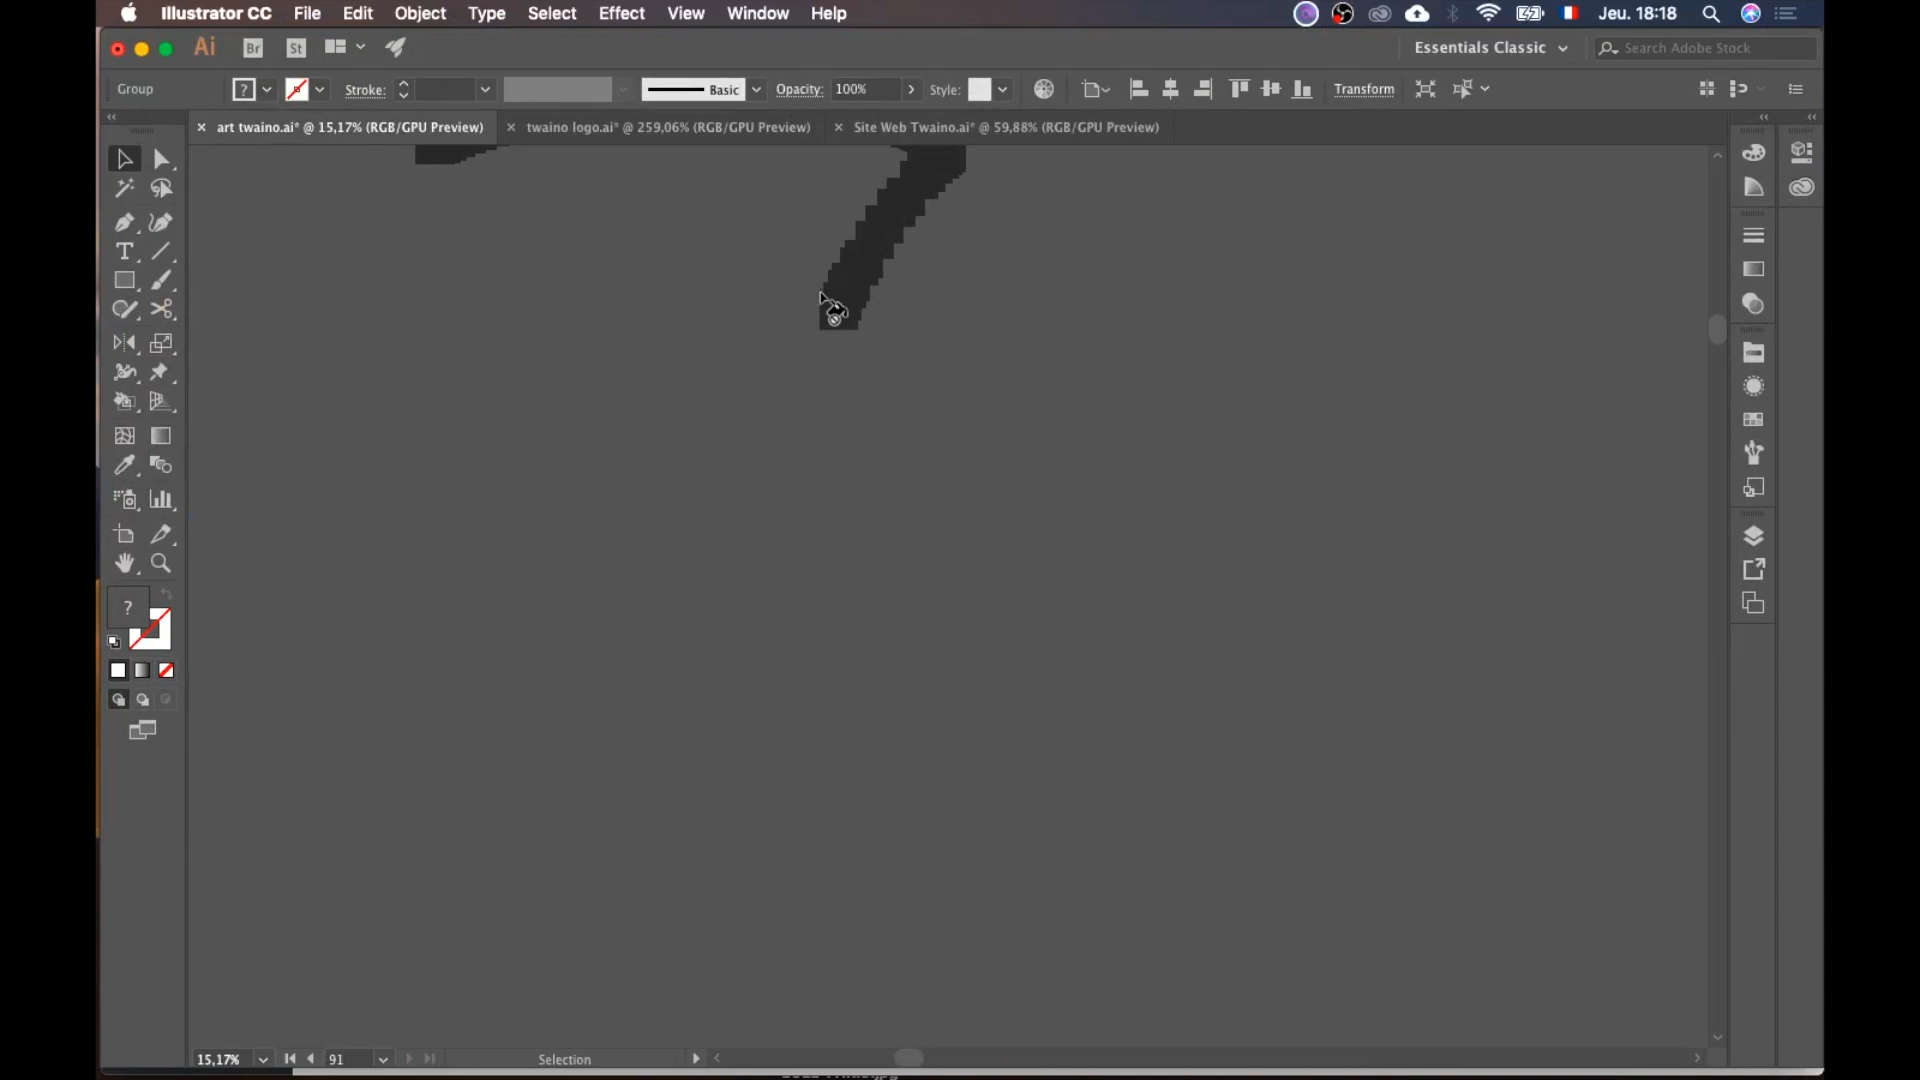 Illustrator CC File Edit Object Type Select Effect View Window Help Jeu. 18:18
Ai Br St Essentials Classic Search Adobe Stock
Group ? Stroke: Basic Opacity: 100% Style: Transform
art twaino.ai* @ 15,17% (RGB/GPU Preview) twaino logo.ai* @ 259,06% (RGB/GPU Preview) Site Web Twaino.ai* @ 59,88% (RGB/GPU Preview)
T
?
15,17% 91 Selection